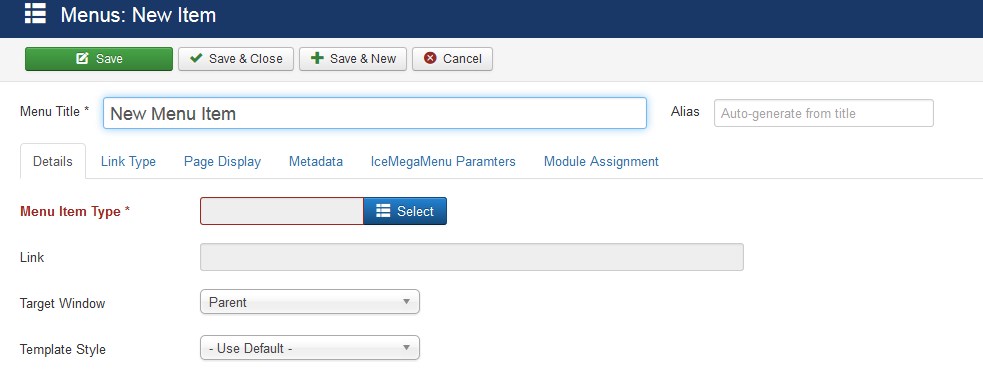 Menus: New Item
Save Save & Close Save & New Cancel
Menu Title * New Menu Item Alias Auto-generate from title
Details Link Type Page Display Metadata IceMegaMenu Paramters Module Assignment
Menu Item Type * Select
Link
Target Window Parent
Template Style - Use Default -